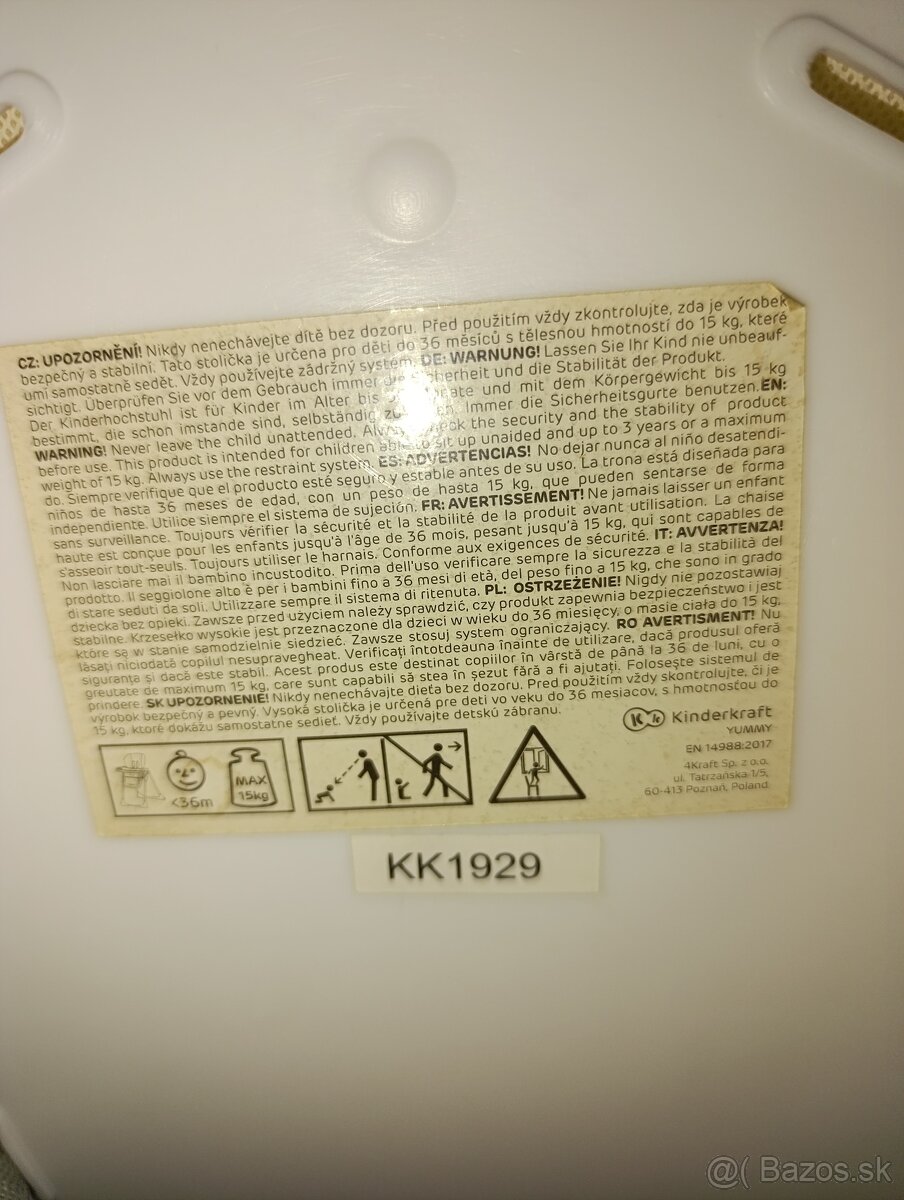 CZ: UPOZORNĚNÍ! Nikdy nenechávejte dítě bez dozoru. Před použitím vždy zkontrolujte, zda je výrobek
bezpečný a stabilní. Tato stolička je určena pro děti do 36 měsíců s tělesnou hmotností do 15 kg, které
umí samostatně sedět. Vždy používejte zádržný systém. DE: WARNUNG! Lassen Sie Ihr Kind nie unbeauf-
sichtigt. Überprüfen Sie vor dem Gebrauch immer die Sicherheit und die Stabilität der Produkt.
Der Kinderhochstuhl ist für Kinder im Alter bis und mit dem Körpergewicht bis 15 kg
bestimmt, die schon imstande sind, selbständig Immer die Sicherheitsgurte benutzen. EN:
WARNING! Never leave the child unattended. Always check the security and the stability of product
before use. This product is intended for children able to sit up unaided and up to 3 years or a maximum
weight of 15 kg. Always use the restraint system. ES: ADVERTENCIAS! No dejar nunca al niño desatendi-
do. Siempre verifique que el producto esté seguro y estable antes de su uso. La trona está diseñada para
niños de hasta 36 meses de edad, con un peso de hasta 15 kg, que pueden sentarse de forma
independiente. Utilice siempre el sistema de sujeción. FR: AVERTISSEMENT! Ne jamais laisser un enfant
sans surveillance. Toujours vérifier la sécurité et la stabilité de la produit avant utilisation. La chaise
haute est conçue pour les enfants jusqu'à l'âge de 36 mois, pesant jusqu'à 15 kg, qui sont capables de
s'asseoir tout-seuls. Toujours utiliser le harnais. Conforme aux exigences de sécurité. IT: AVVERTENZA!
Non lasciare mai il bambino incustodito. Prima dell'uso verificare sempre la sicurezza e la stabilità del
prodotto. Il seggiolone alto è per i bambini fino a 36 mesi di età, del peso fino a 15 kg, che sono in grado
di stare seduti da soli. Utilizzare sempre il sistema di ritenuta. PL: OSTRZEŻENIE! Nigdy nie pozostawiaj
dziecka bez opieki. Zawsze przed użyciem należy sprawdzić, czy produkt zapewnia bezpieczeństwo i jest
stabilne. Krzesełko wysokie jest przeznaczone dla dzieci w wieku do 36 miesięcy, o masie ciała do 15 kg,
które są w stanie samodzielnie siedzieć. Zawsze stosuj system ograniczający. RO AVERTISMENT! Nu
lăsați niciodată copilul nesupravegheat. Verificați întotdeauna înainte de utilizare, dacă produsul oferă
siguranța și dacă este stabil. Acest produs este destinat copiilor în vârstă de până la 36 de luni, cu o
greutate de maximum 15 kg, care sunt capabili să stea în șezut fără a fi ajutați. Folosește sistemul de
prindere. SK UPOZORNENIE! Nikdy nenechávejte dieťa bez dozoru. Pred použitím vždy skontrolujte, či je
výrobok bezpečný a pevný. Vysoká stolička je určená pre deti vo veku do 36 mesiacov, s hmotnosťou do
15 kg, ktoré dokážu samostatne sedieť. Vždy používajte detskú zábranu.
<36m
MAX
15kg
Kinderkraft
YUMMY
EN 14988:2017
4Kraft Sp. z o.o.
ul. Tatrzańska 1/5,
60-413 Poznań, Poland
KK1929
@( Bazos.sk